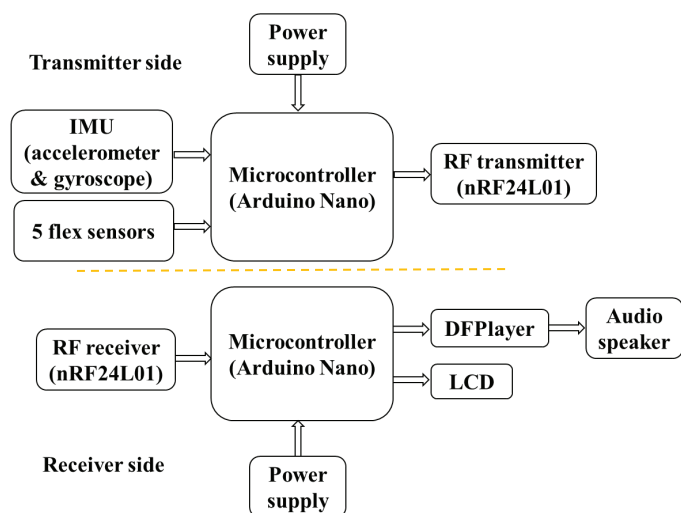 Transmitter side
Power
supply
IMU
(accelerometer
& gyroscope)
5 flex sensors
Microcontroller
(Arduino Nano)
RF transmitter
(nRF24L01)
RF receiver
(nRF24L01)
Microcontroller
(Arduino Nano)
DFPlayer
Audio
speaker
LCD
Receiver side
Power
supply